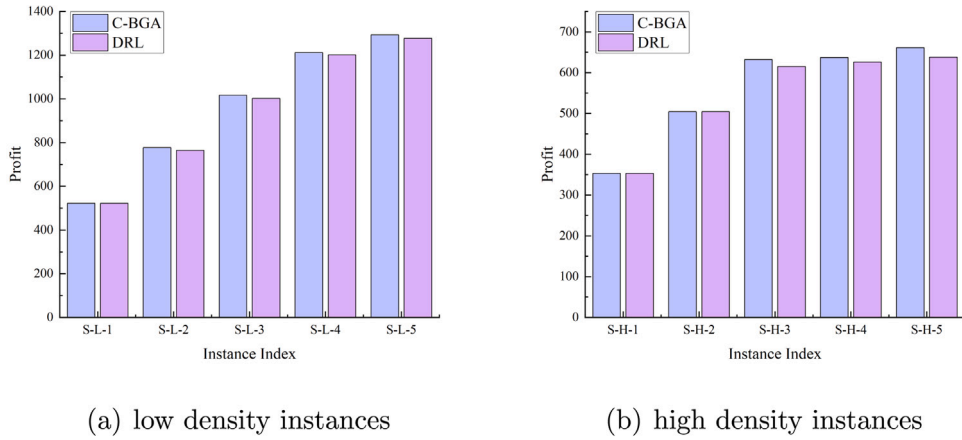 1400
1200
1000
800
600
400
200
0
Profit
C-BGA
DRL
S-L-1 S-L-2 S-L-3 S-L-4 S-L-5
Instance Index
(a) low density instances
700
600
500
400
300
200
100
0
Profit
C-BGA
DRL
S-H-1 S-H-2 S-H-3 S-H-4 S-H-5
Instance Index
(b) high density instances